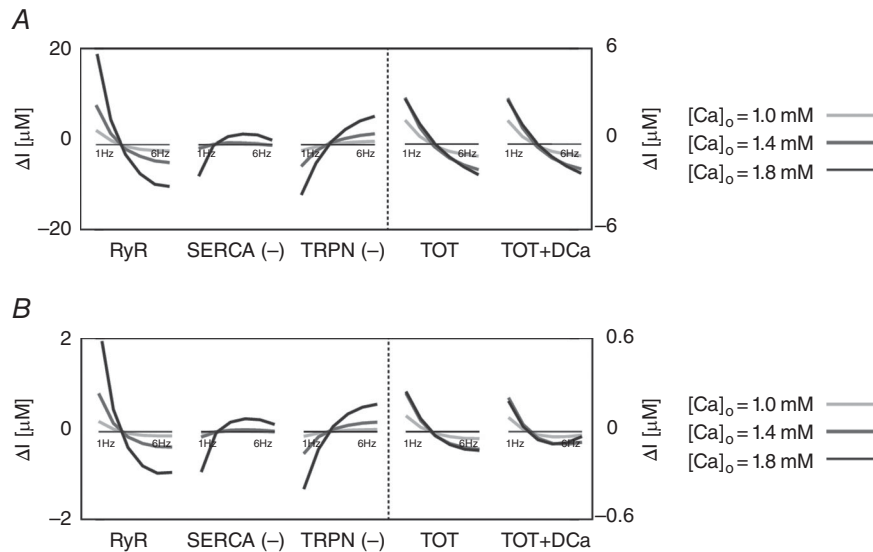 A
20
0
−20
ΔI [μM]
1Hz 6Hz 1Hz 6Hz 1Hz 6Hz 1Hz 6Hz 1Hz 6Hz
6
0
−6
ΔI [μM]
RyR SERCA (−) TRPN (−) TOT TOT+DCa
[Ca]o = 1.0 mM
[Ca]o = 1.4 mM
[Ca]o = 1.8 mM
B
2
0
−2
ΔI [μM]
1Hz 6Hz 1Hz 6Hz 1Hz 6Hz 1Hz 6Hz 1Hz 6Hz
0.6
0
−0.6
ΔI [μM]
RyR SERCA (−) TRPN (−) TOT TOT+DCa
[Ca]o = 1.0 mM
[Ca]o = 1.4 mM
[Ca]o = 1.8 mM